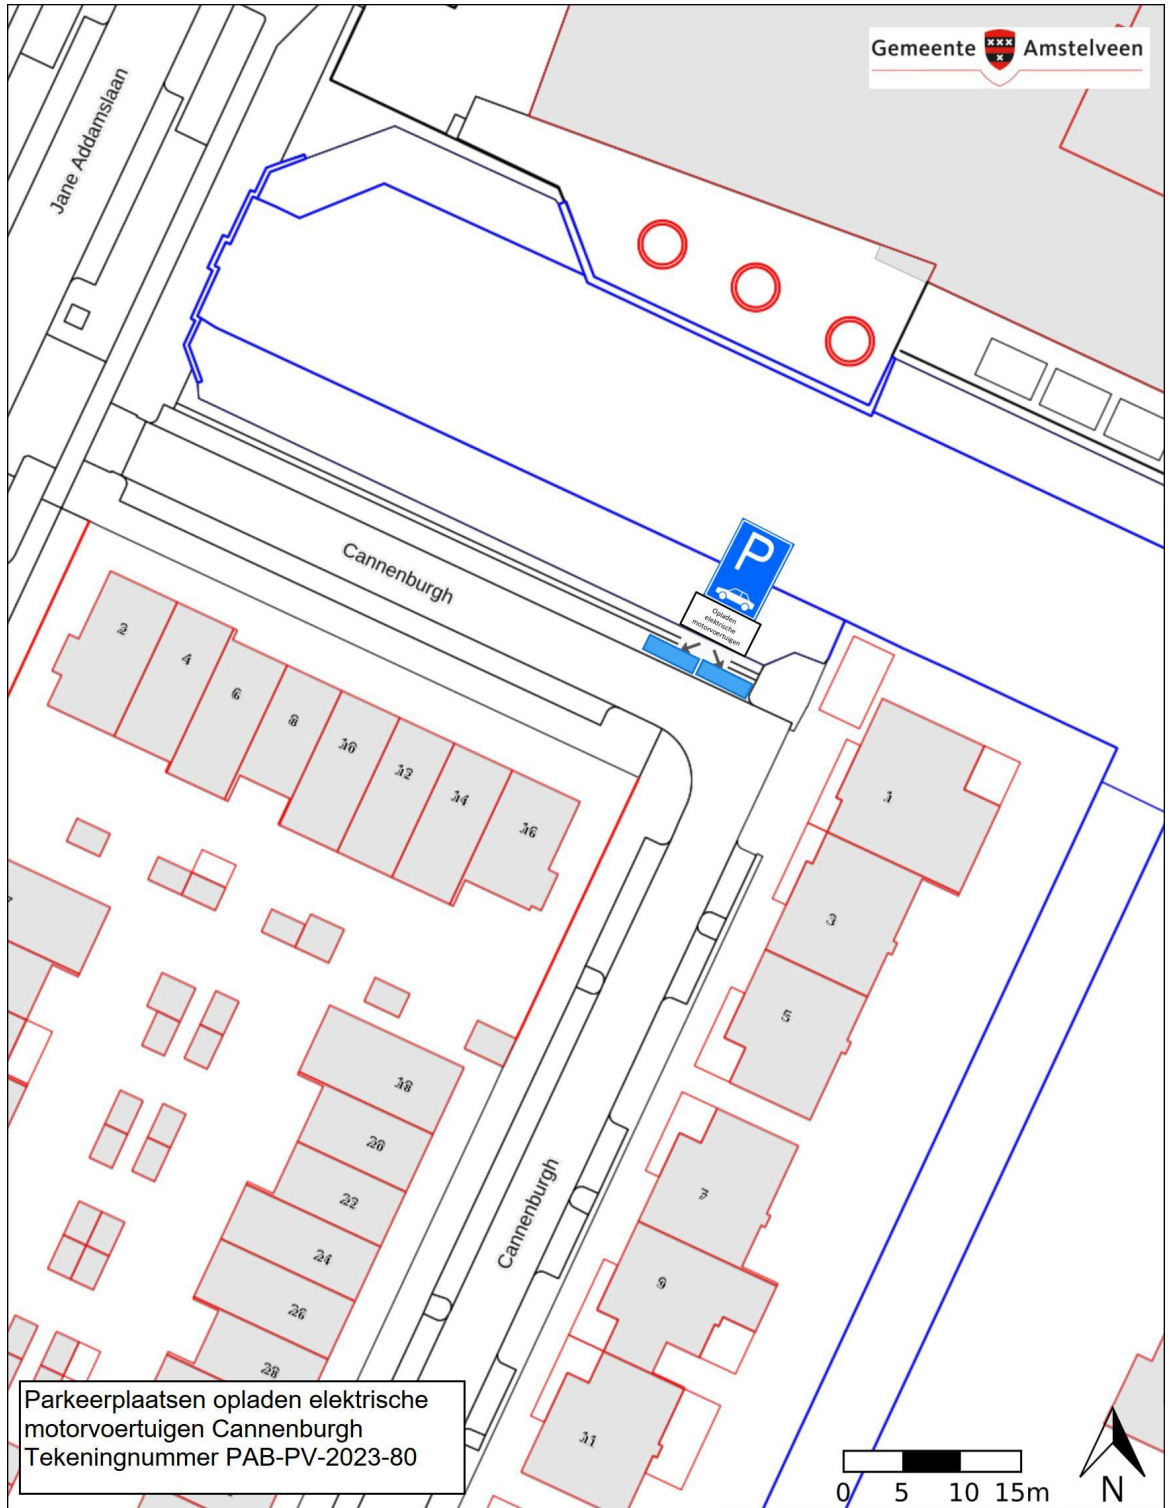 Gemeente Amstelveen
Jane Addamslaan
P
Opladen
elektrische
motorvoertuigen
Cannenburgh
2
4
6
8
10
12
14
16
1
3
5
18
20
22
24
26
28
7
9
11
Cannenburgh
Parkeerplaatsen opladen elektrische
motorvoertuigen Cannenburgh
Tekeningnummer PAB-PV-2023-80
0 5 10 15m
N